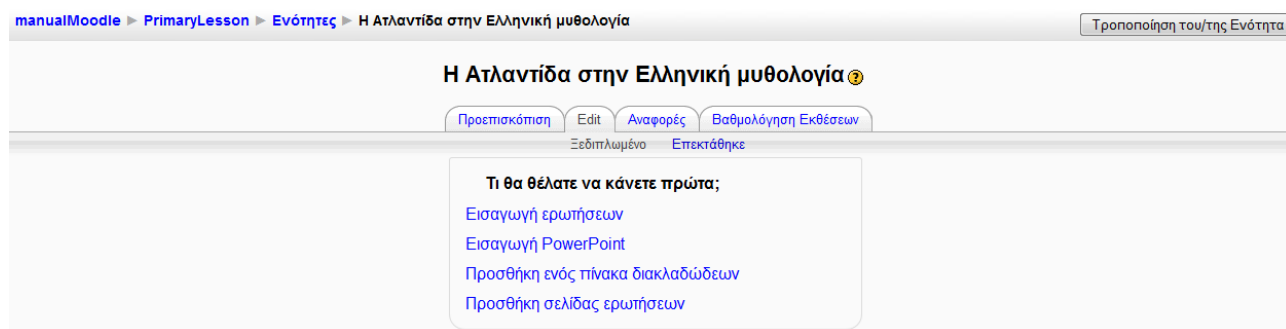 manualMoodle ► PrimaryLesson ► Ενότητες ► Η Ατλαντίδα στην Ελληνική μυθολογία
Τροποποίηση του/της Ενότητα
Η Ατλαντίδα στην Ελληνική μυθολογία ?
Προεπισκόπιση Edit Αναφορές Βαθμολόγηση Εκθέσεων
Ξεδιπλωμένο Επεκτάθηκε
Τι θα θέλατε να κάνετε πρώτα;
Εισαγωγή ερωτήσεων
Εισαγωγή PowerPoint
Προσθήκη ενός πίνακα διακλαδώδεων
Προσθήκη σελίδας ερωτήσεων